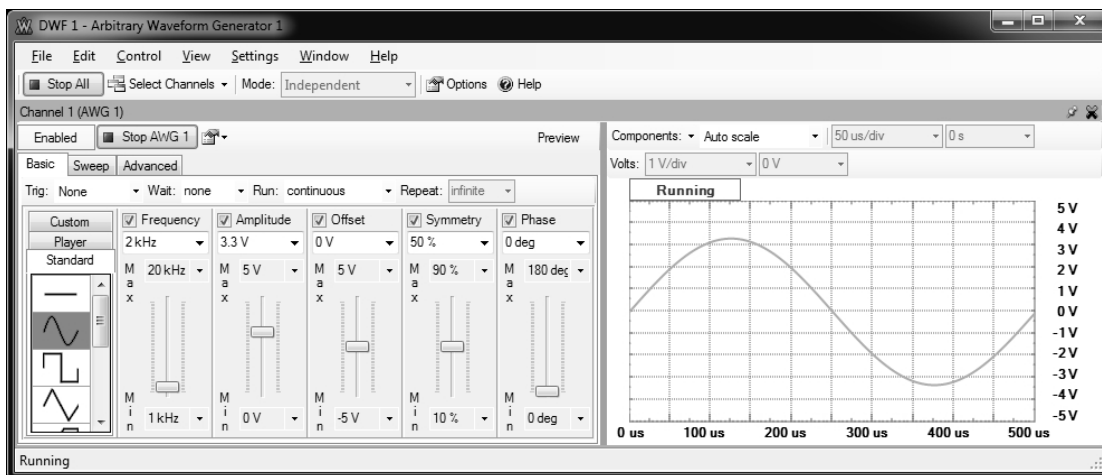 DWF 1 - Arbitrary Waveform Generator 1
File Edit Control View Settings Window Help
Stop All Select Channels Mode: Independent Options Help
Channel 1 (AWG 1)
Enabled Stop AWG 1 Preview
Basic Sweep Advanced
Trig: None Wait: none Run: continuous Repeat: infinite
Custom
Player
Standard
Frequency Amplitude Offset Symmetry Phase
2 kHz 3.3 V 0 V 50 % 0 deg
Max 20 kHz Max 5 V Max 5 V Max 90 % Max 180 deg
Min 1 kHz Min 0 V Min -5 V Min 10 % Min 0 deg
Components: Auto scale 50 us/div 0 s
Volts: 1 V/div 0 V
Running
5 V
4 V
3 V
2 V
1 V
0 V
-1 V
-2 V
-3 V
-4 V
-5 V
0 us 100 us 200 us 300 us 400 us 500 us
Running